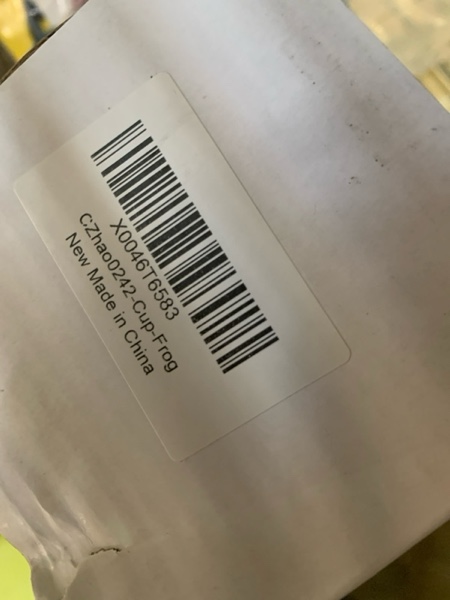 X0046T6583
CZhao0242-Cup-Frog
New Made in China